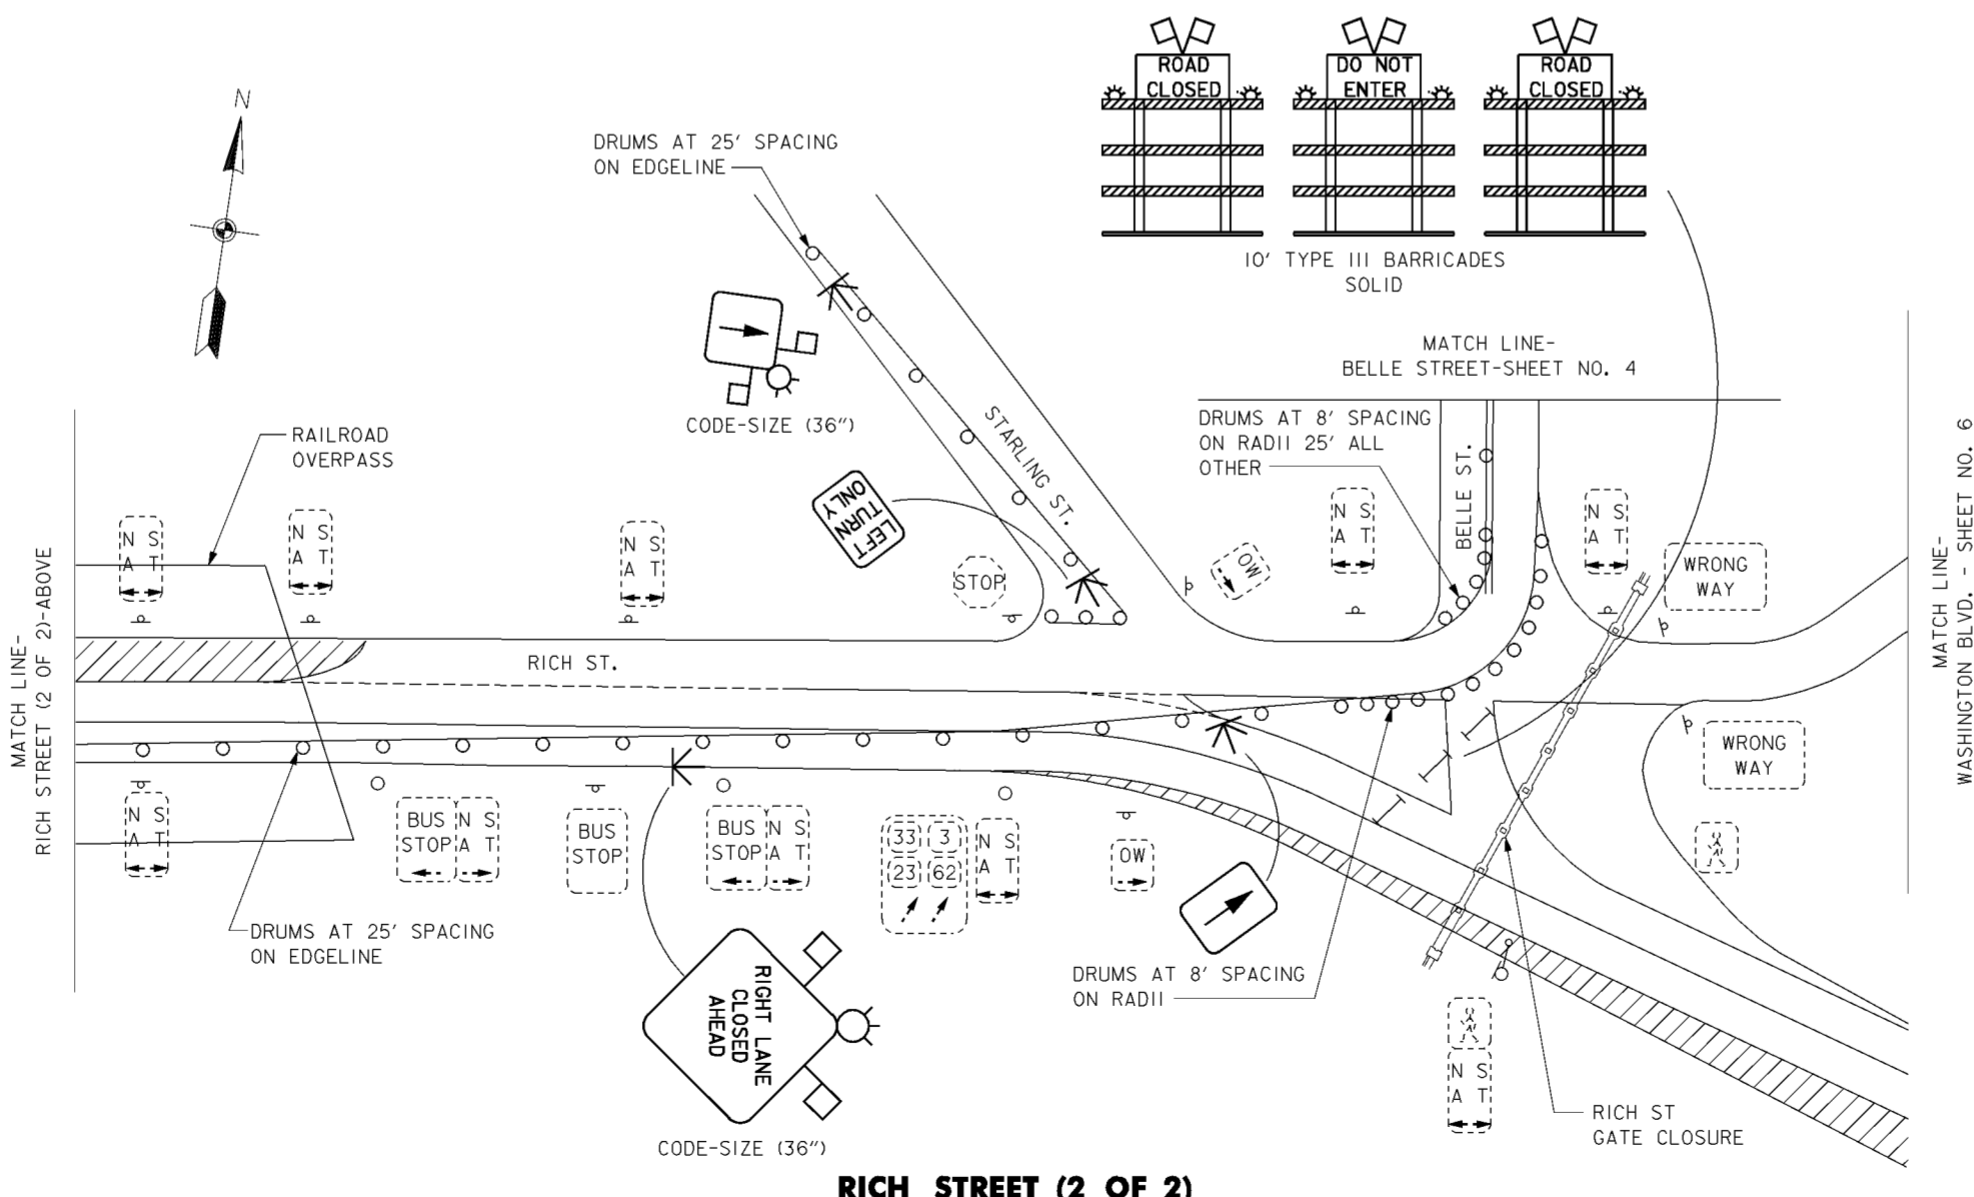 ROAD
CLOSED
DO NOT
ENTER
ROAD
CLOSED
10' TYPE III BARRICADES
SOLID
N
DRUMS AT 25' SPACING
ON EDGELINE
CODE-SIZE (36")
MATCH LINE-
BELLE STREET-SHEET NO. 4
RAILROAD
OVERPASS
STARLING ST.
DRUMS AT 8' SPACING
ON RADII 25' ALL
OTHER
BELLE ST.
LEFT
TURN
ONLY
STOP
OW
N S
A T
N S
A T
N S
A T
N S
A T
N S
A T
WRONG
WAY
MATCH LINE-
RICH STREET (2 OF 2)-ABOVE
MATCH LINE-
WASHINGTON BLVD. - SHEET NO. 6
RICH ST.
WRONG
WAY
N S
A T
BUS
STOP
N S
A T
BUS
STOP
BUS
STOP
N S
A T
33 3
23 62
N S
A T
OW
DRUMS AT 25' SPACING
ON EDGELINE
RIGHT LANE
CLOSED
AHEAD
CODE-SIZE (36")
DRUMS AT 8' SPACING
ON RADII
N S
A T
RICH ST
GATE CLOSURE
RICH STREET (2 OF 2)